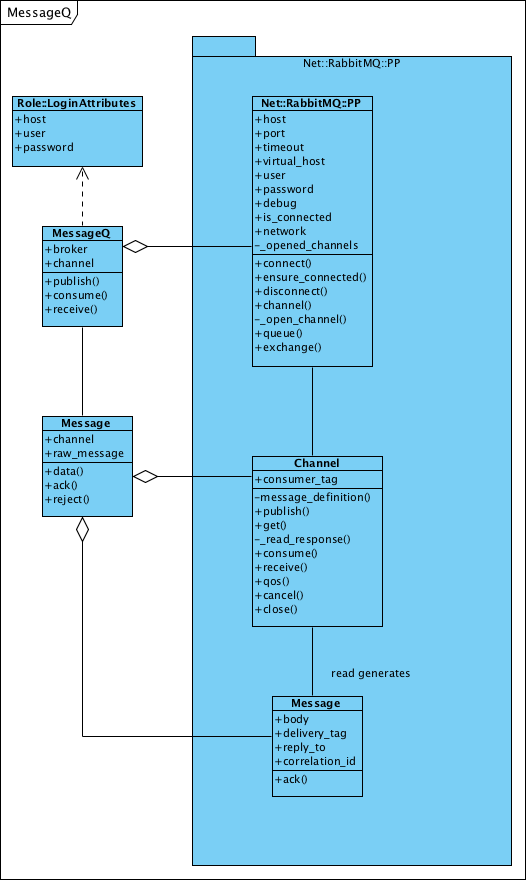 MessageQ
Net::RabbitMQ::PP
Role::LoginAttributes
+host
+user
+password
Net::RabbitMQ::PP
+host
+port
+timeout
+virtual_host
+user
+password
+debug
+is_connected
+network
-_opened_channels
+connect()
+ensure_connected()
+disconnect()
+channel()
-_open_channel()
+queue()
+exchange()
MessageQ
+broker
+channel
+publish()
+consume()
+receive()
Message
+channel
+raw_message
+data()
+ack()
+reject()
Channel
+consumer_tag
-message_definition()
+publish()
+get()
-_read_response()
+consume()
+receive()
+qos()
+cancel()
+close()
read generates
Message
+body
+delivery_tag
+reply_to
+correlation_id
+ack()